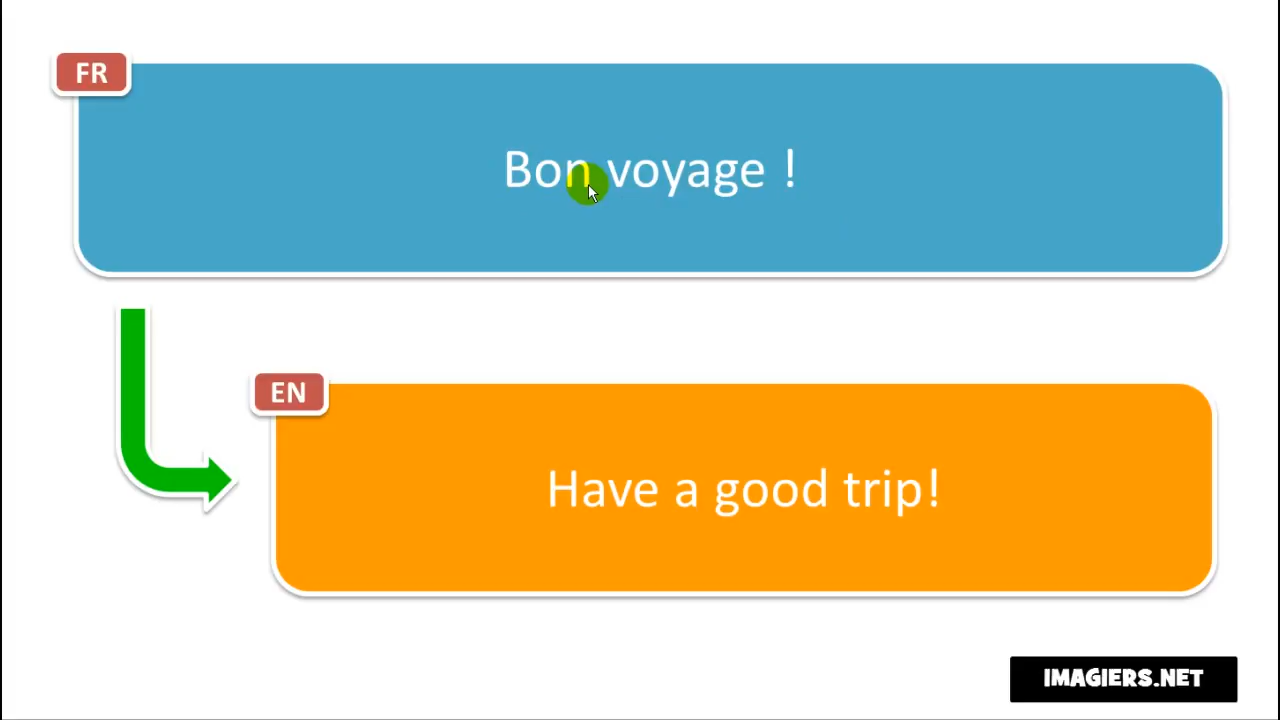 FR
Bon voyage !
EN
Have a good trip!
IMAGIERS.NET